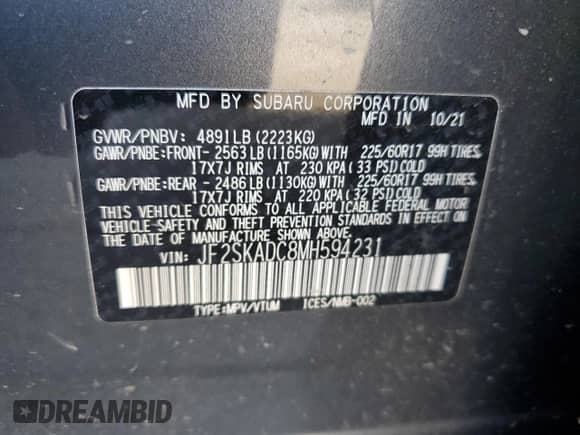 MFD BY SUBARU CORPORATION
MFD IN 10/21
GVWR/PNBV: 4891LB(2223KG)
GAWR/PNBE:FRONT- 2563LB(1165KG)WITH 225/60R17 99H TIRES,
17X7J RIMS AT 230 KPA(33 PSI)COLD
GAWR/PNBE:REAR - 2486LB(1130KG)WITH 225/60R17 99H TIRES,
17X7J RIMS AT 220 KPA(32 PSI)COLD
THIS VEHICLE CONFORMS TO ALL APPLICABLE FEDERAL MOTOR
VEHICLE SAFETY AND THEFT PREVENTION STANDARDS IN EFFECT
ON THE DATE OF MANUFACTURE SHOWN ABOVE.
VIN: JF2SKADC8MH594231
TYPE:MPV/VTUM ICES/NMB-002
DREAMBID